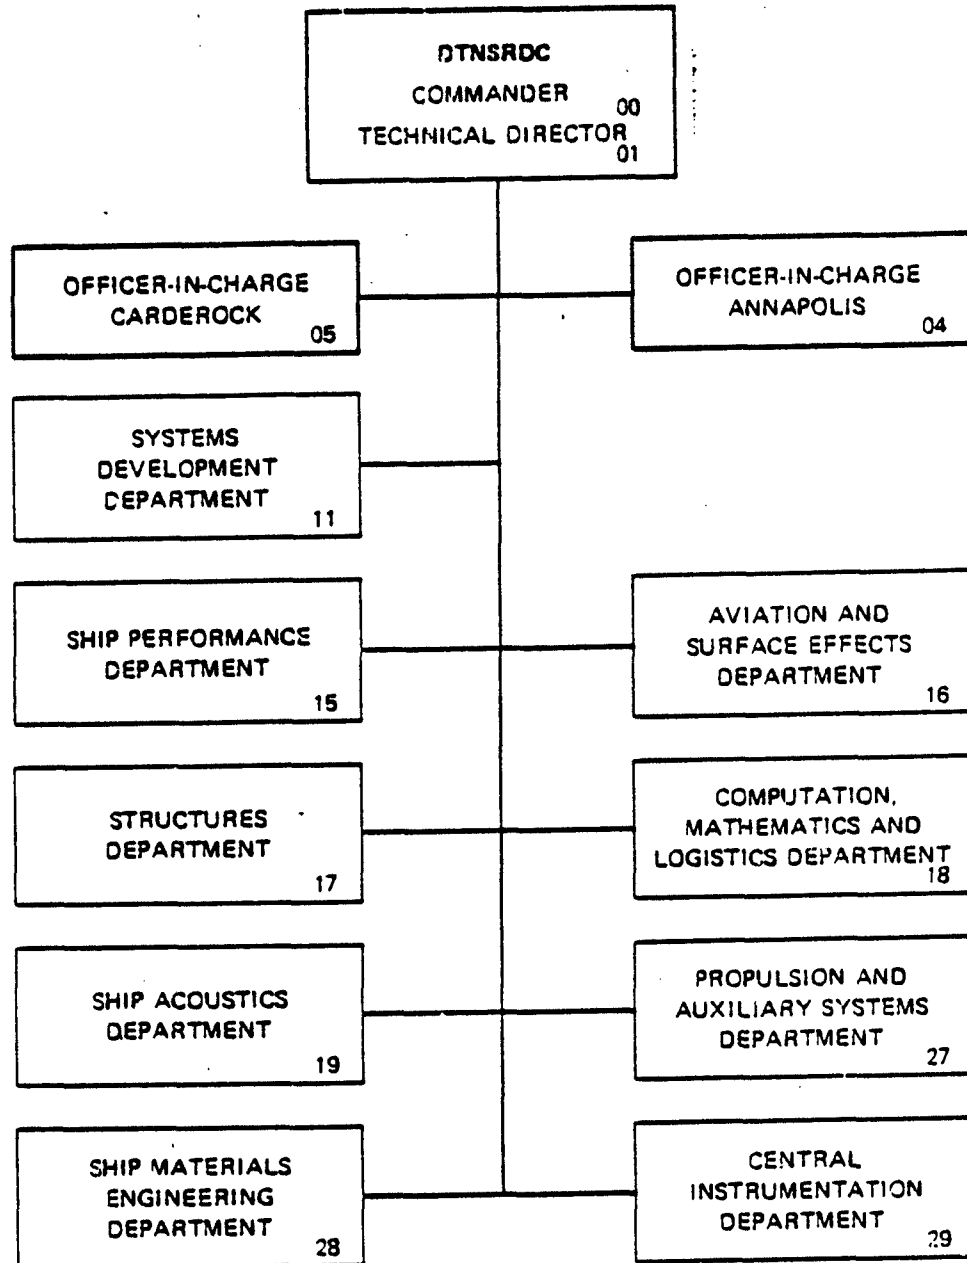 DTNSRDC
COMMANDER
00
TECHNICAL DIRECTOR
01
OFFICER-IN-CHARGE
CARDEROCK
05
OFFICER-IN-CHARGE
ANNAPOLIS
04
SYSTEMS
DEVELOPMENT
DEPARTMENT
11
SHIP PERFORMANCE
DEPARTMENT
15
AVIATION AND
SURFACE EFFECTS
DEPARTMENT
16
STRUCTURES
DEPARTMENT
17
COMPUTATION,
MATHEMATICS AND
LOGISTICS DEPARTMENT
18
SHIP ACOUSTICS
DEPARTMENT
19
PROPULSION AND
AUXILIARY SYSTEMS
DEPARTMENT
27
SHIP MATERIALS
ENGINEERING
DEPARTMENT
28
CENTRAL
INSTRUMENTATION
DEPARTMENT
29